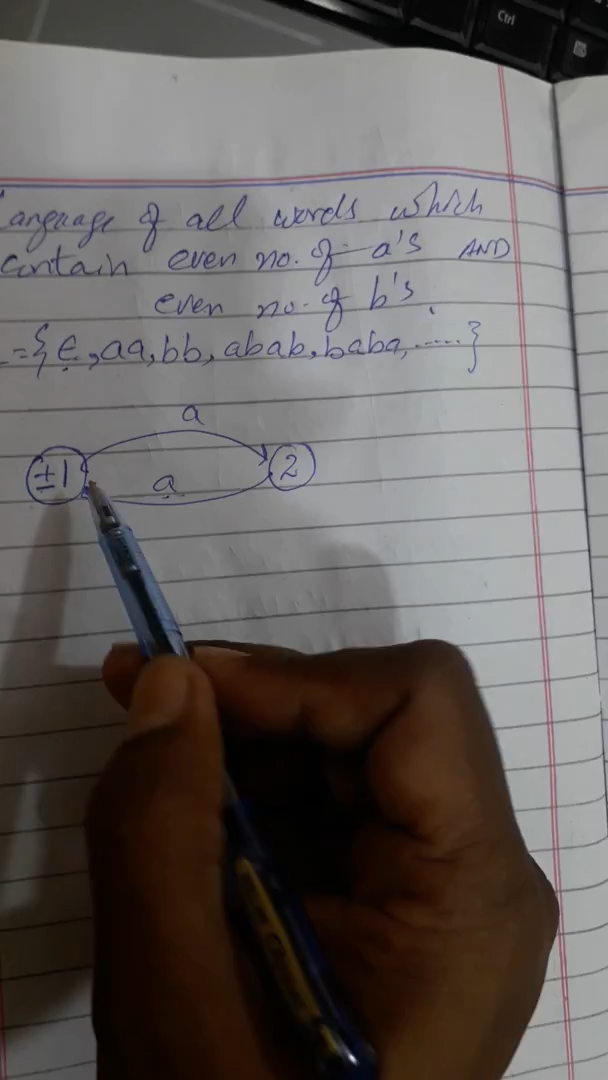 Language of all words which
contain even no. of a's AND
even no. of b's.
L={ϵ, aa, bb, abab, baba, .....}
a
±1 2
a
Ctrl